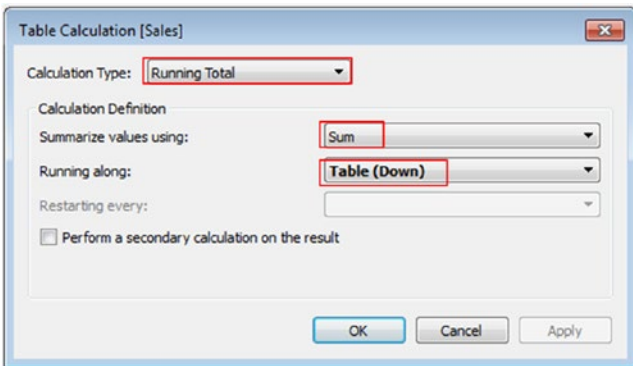 Table Calculation [Sales]
Calculation Type: Running Total
Calculation Definition
Summarize values using: Sum
Running along: Table (Down)
Restarting every:
Perform a secondary calculation on the result
OK Cancel Apply